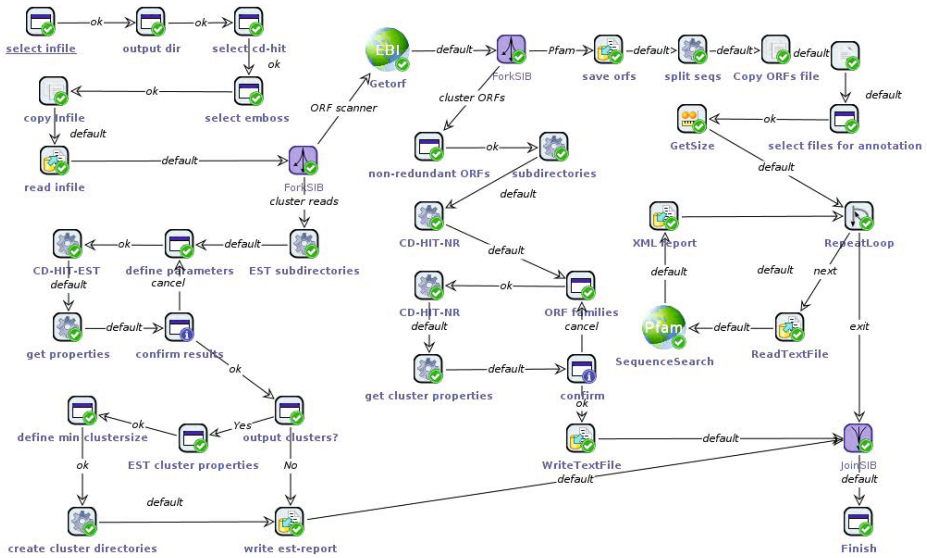 ok
ok
select infile
output dir
select cd-hit
ok
ok
copy Infile
select emboss
default
default
read infile
ORF scanner
ForkSIB
cluster reads
EBI
Getorf
default
ForkSIB
Pfam
save orfs
default
split seqs
default
Copy ORFs file
default
default
cluster ORFs
GetSize
ok
select files for annotation
default
non-redundant ORFs
ok
subdirectories
default
CD-HIT-NR
default
XML report
RepeatLoop
default
default
next
exit
CD-HIT-EST
ok
define parameters
default
EST subdirectories
default
cancel
get properties
default
confirm results
ok
CD-HIT-NR
ok
ORF families
default
cancel
get cluster properties
default
confirm
ok
Pfam
SequenceSearch
default
ReadTextFile
define min clustersize
ok
Yes
output clusters?
EST cluster properties
ok
No
WriteTextFile
default
default
JoinSIB
default
create cluster directories
default
write est-report
Finish